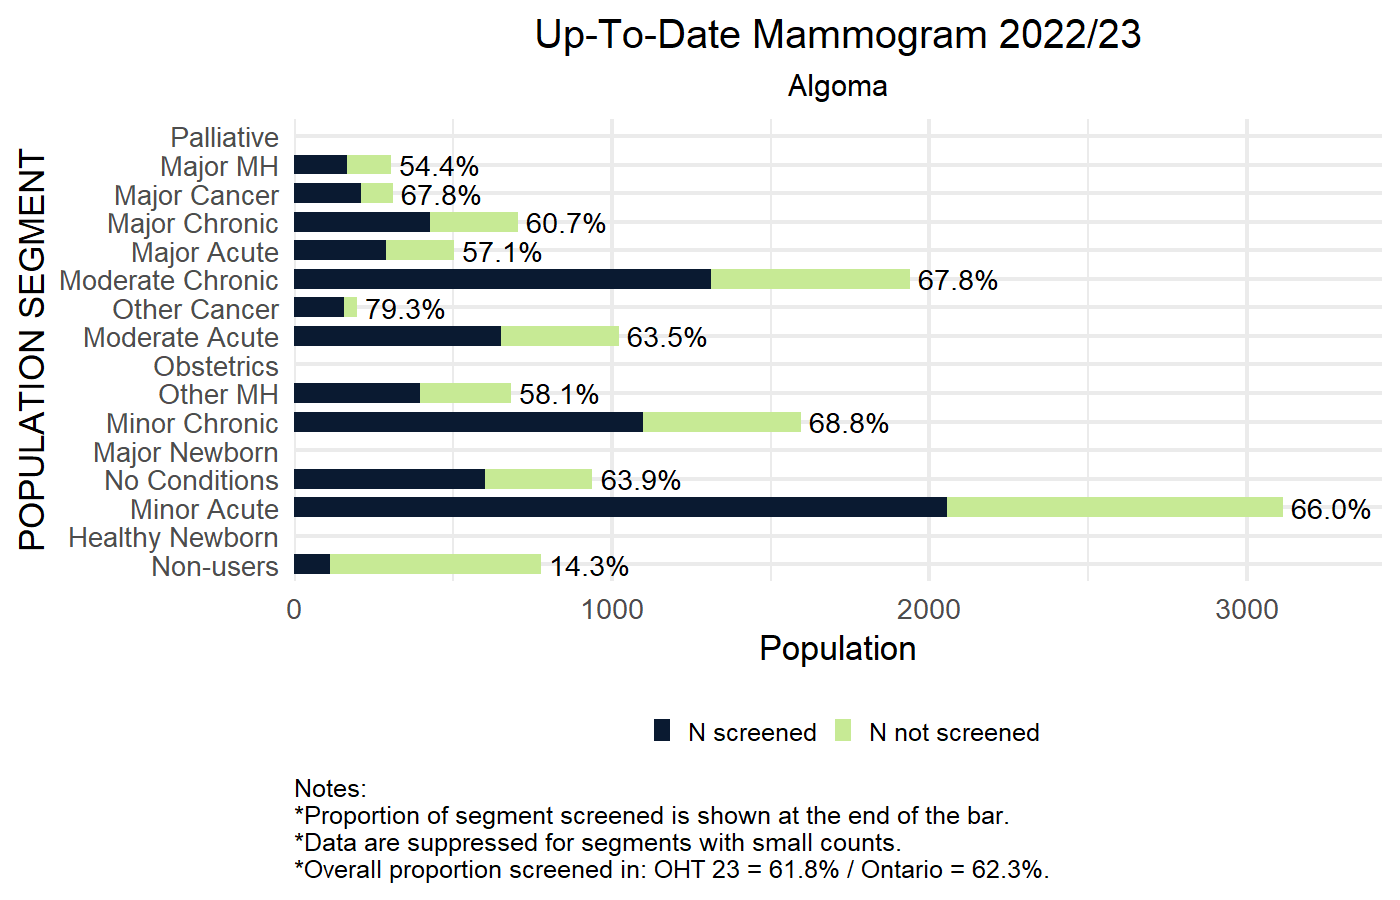 Up-To-Date Mammogram 2022/23
Algoma
POPULATION SEGMENT
Palliative
Major MH 54.4%
Major Cancer 67.8%
Major Chronic 60.7%
Major Acute 57.1%
Moderate Chronic 67.8%
Other Cancer 79.3%
Moderate Acute 63.5%
Obstetrics
Other MH 58.1%
Minor Chronic 68.8%
Major Newborn
No Conditions 63.9%
Minor Acute 66.0%
Healthy Newborn
Non-users 14.3%
0 1000 2000 3000
Population
N screened N not screened
Notes:
*Proportion of segment screened is shown at the end of the bar.
*Data are suppressed for segments with small counts.
*Overall proportion screened in: OHT 23 = 61.8% / Ontario = 62.3%.